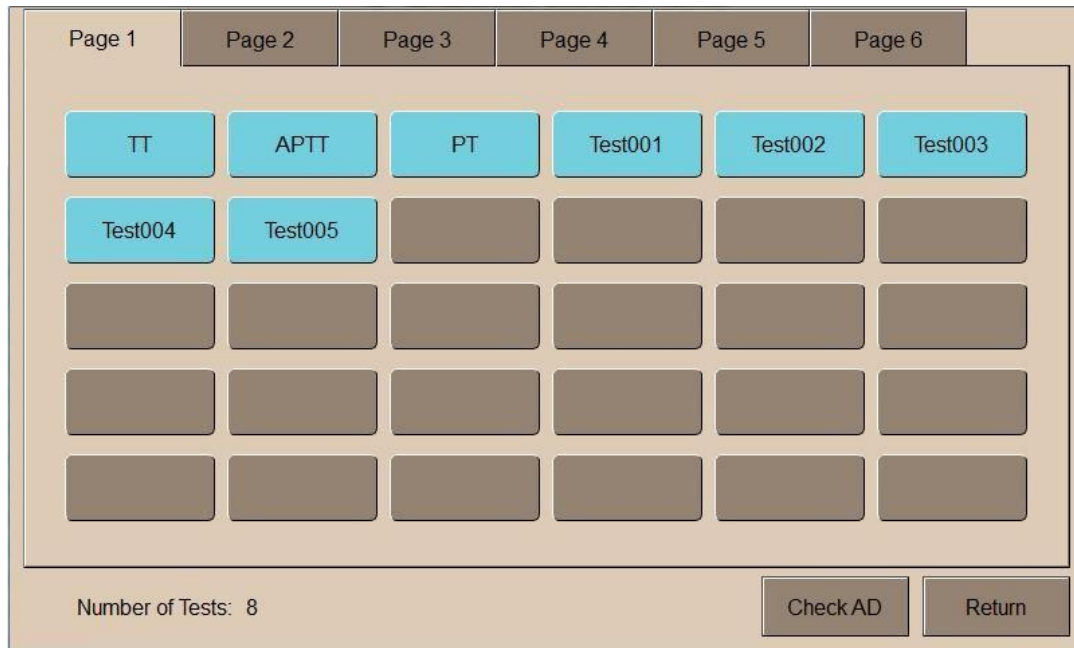 Page 1 Page 2 Page 3 Page 4 Page 5 Page 6
TT APTT PT Test001 Test002 Test003
Test004 Test005
Number of Tests: 8 Check AD Return